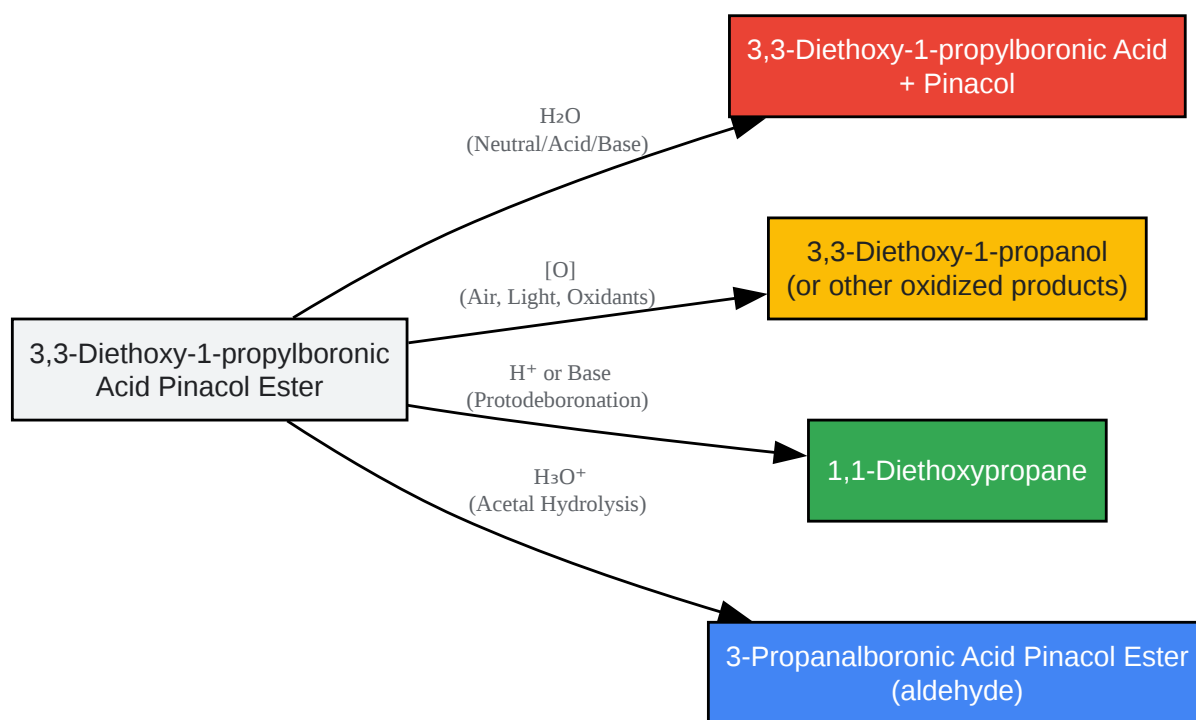 3,3-Diethoxy-1-propylboronic Acid
+ Pinacol
H₂O
(Neutral/Acid/Base)
3,3-Diethoxy-1-propanol
(or other oxidized products)
[O]
(Air, Light, Oxidants)
3,3-Diethoxy-1-propylboronic
Acid Pinacol Ester
H⁺ or Base
(Protodeboronation)
1,1-Diethoxypropane
H₃O⁺
(Acetal Hydrolysis)
3-Propanalboronic Acid Pinacol Ester
(aldehyde)